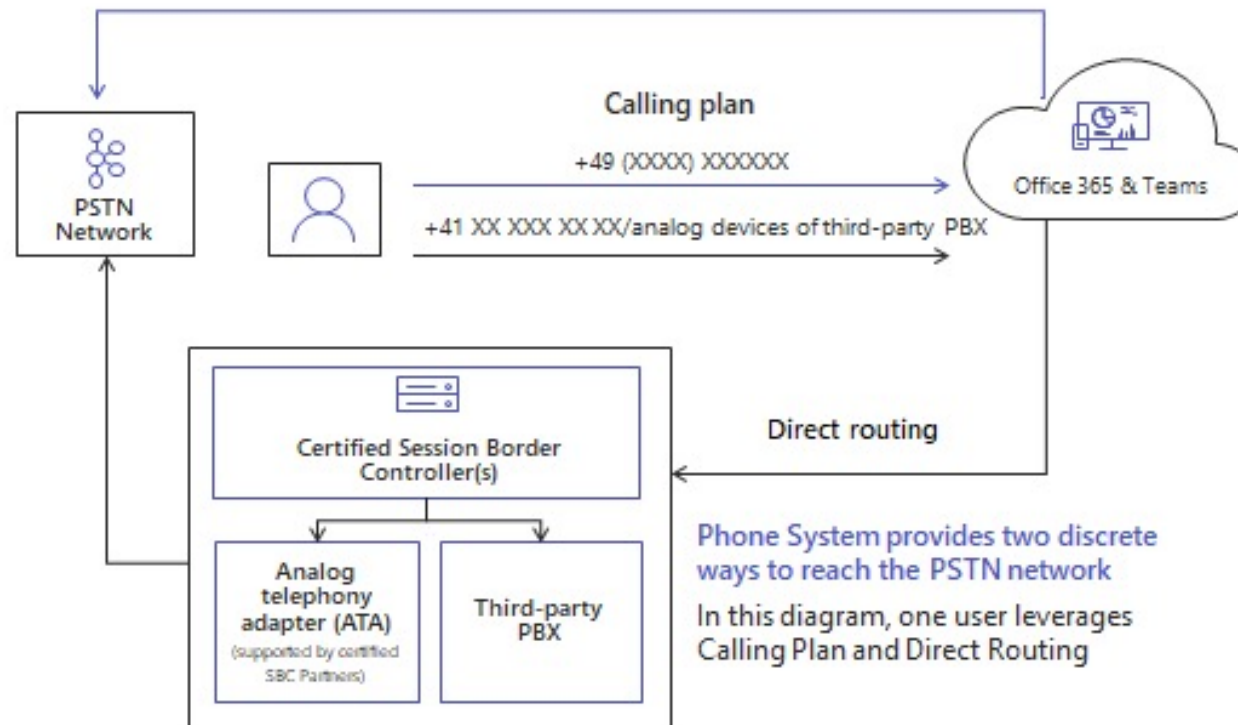 Calling plan
+49 (XXXX) XXXXXX
+41 XX XXX XX XX/analog devices of third-party PBX
PSTN
Network
Office 365 & Teams
Direct routing
Certified Session Border
Controller(s)
Analog
telephony
adapter (ATA)
(supported by certified
SBC Partners)
Third-party
PBX
Phone System provides two discrete
ways to reach the PSTN network
In this diagram, one user leverages
Calling Plan and Direct Routing